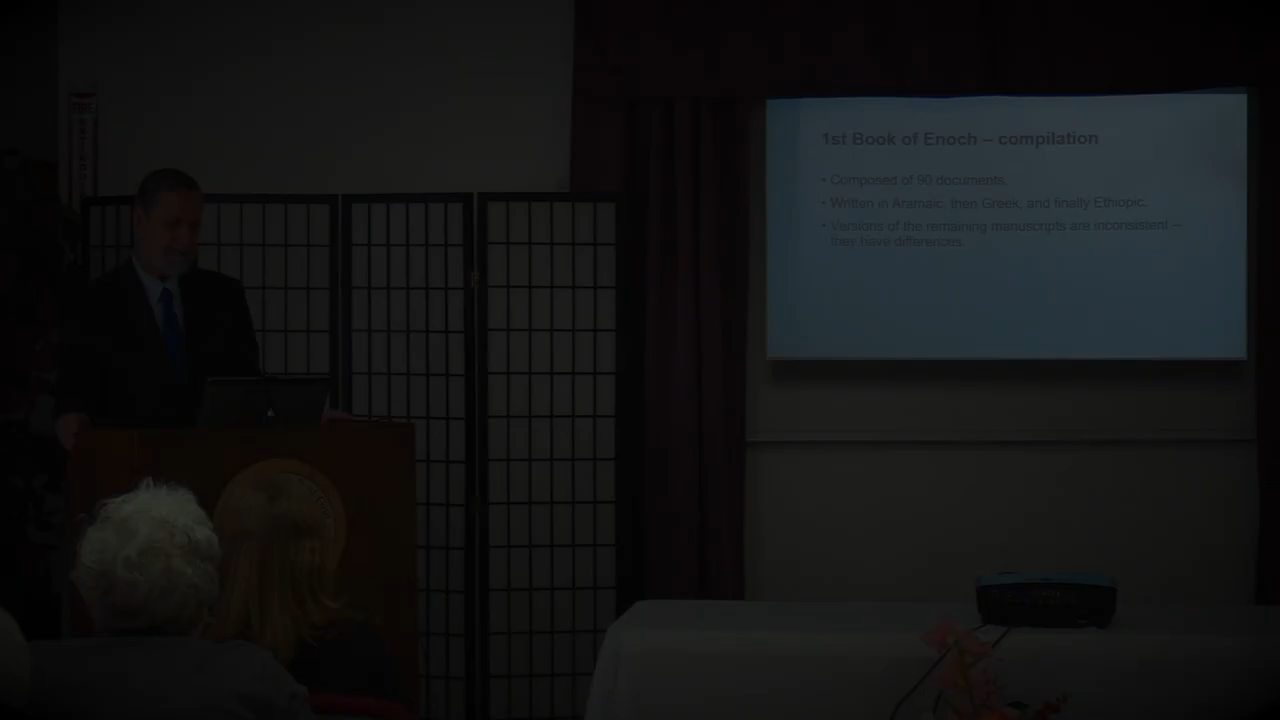 1st Book of Enoch – compilation
• Composed of 90 documents.
• Written in Aramaic, then Greek, and finally Ethiopic.
• Versions of the remaining manuscripts are inconsistent –
they have differences.